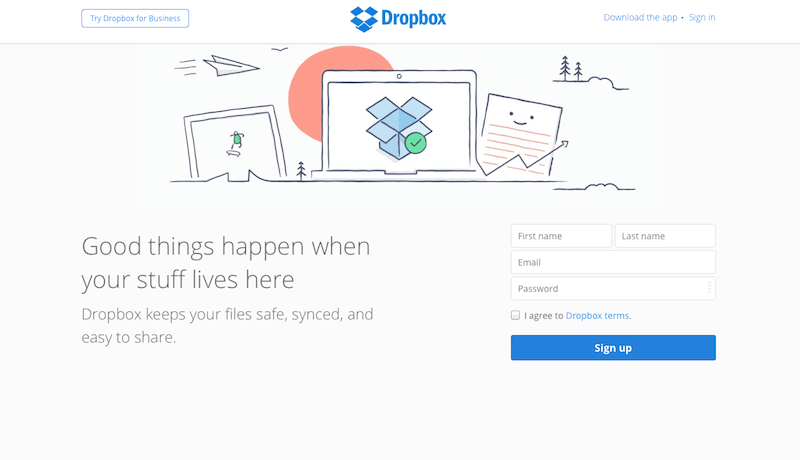 Try Dropbox for Business
Dropbox
Download the app • Sign in
Good things happen when
your stuff lives here
Dropbox keeps your files safe, synced, and
easy to share.
First name
Last name
Email
Password
I agree to Dropbox terms.
Sign up